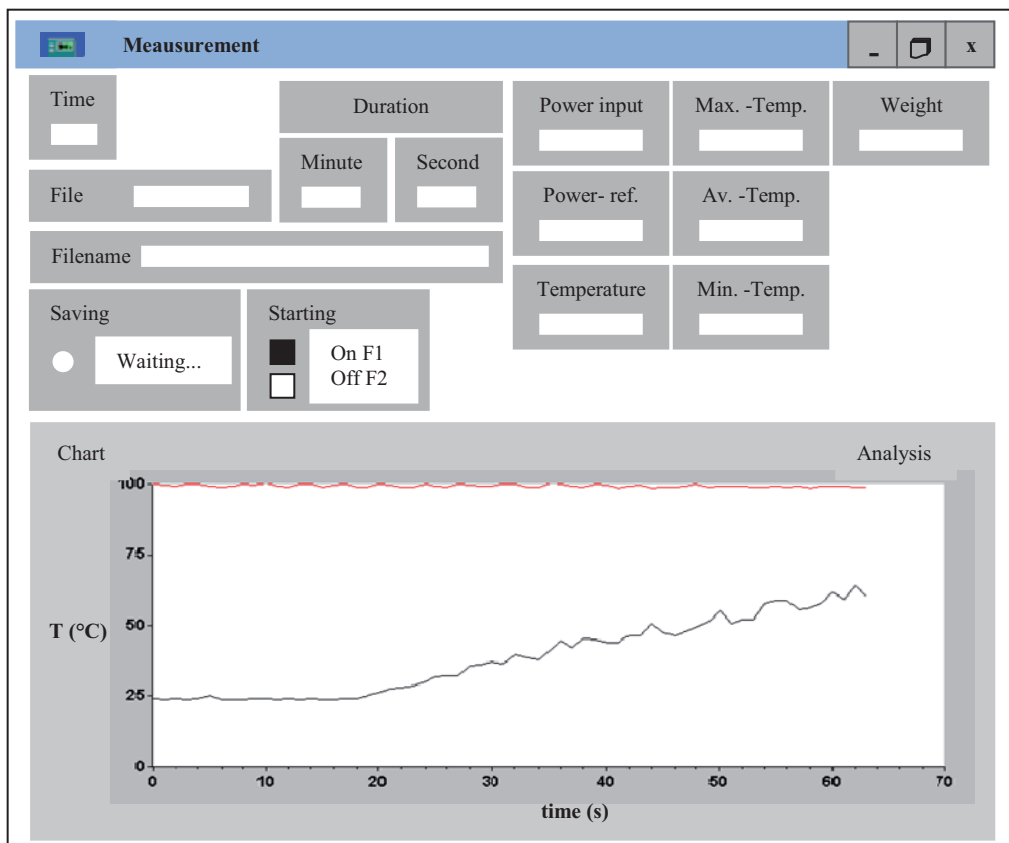 Meausurement
x
Time
Duration
Power input
Max. -Temp.
Weight
Minute
Second
File
Power- ref.
Av. -Temp.
Filename
Temperature
Min. -Temp.
Saving
Starting
Waiting...
On F1
Off F2
Chart
Analysis
100
75
50
25
0
T (°C)
0 10 20 30 40 50 60 70
time (s)